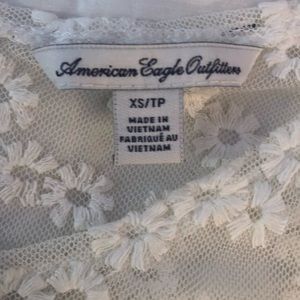 American Eagle Outfitters
XS/TP
MADE IN
VIETNAM
FABRIQUÉ AU
VIETNAM